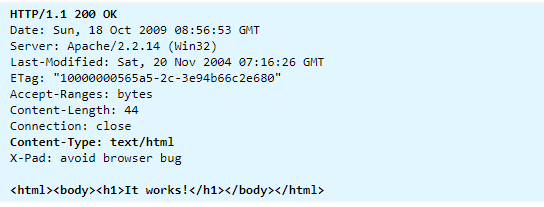 HTTP/1.1 200 OK
Date: Sun, 18 Oct 2009 08:56:53 GMT
Server: Apache/2.2.14 (Win32)
Last-Modified: Sat, 20 Nov 2004 07:16:26 GMT
ETag: "10000000565a5-2c-3e94b66c2e680"
Accept-Ranges: bytes
Content-Length: 44
Connection: close
Content-Type: text/html
X-Pad: avoid browser bug

<html><body><h1>It works!</h1></body></html>